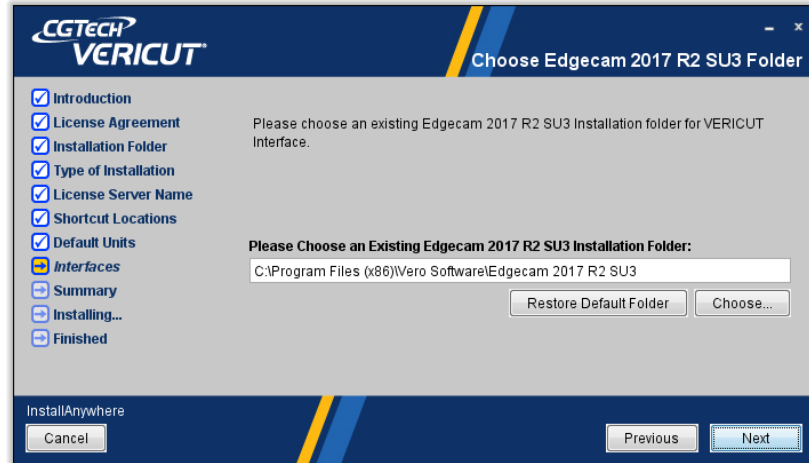 CGTECH
VERICUT
Choose Edgecam 2017 R2 SU3 Folder
Introduction
License Agreement
Installation Folder
Type of Installation
License Server Name
Shortcut Locations
Default Units
Interfaces
Summary
Installing...
Finished
Please choose an existing Edgecam 2017 R2 SU3 Installation folder for VERICUT
Interface.
Please Choose an Existing Edgecam 2017 R2 SU3 Installation Folder:
C:\Program Files (x86)\Vero Software\Edgecam 2017 R2 SU3
Restore Default Folder
Choose...
InstallAnywhere
Cancel
Previous
Next